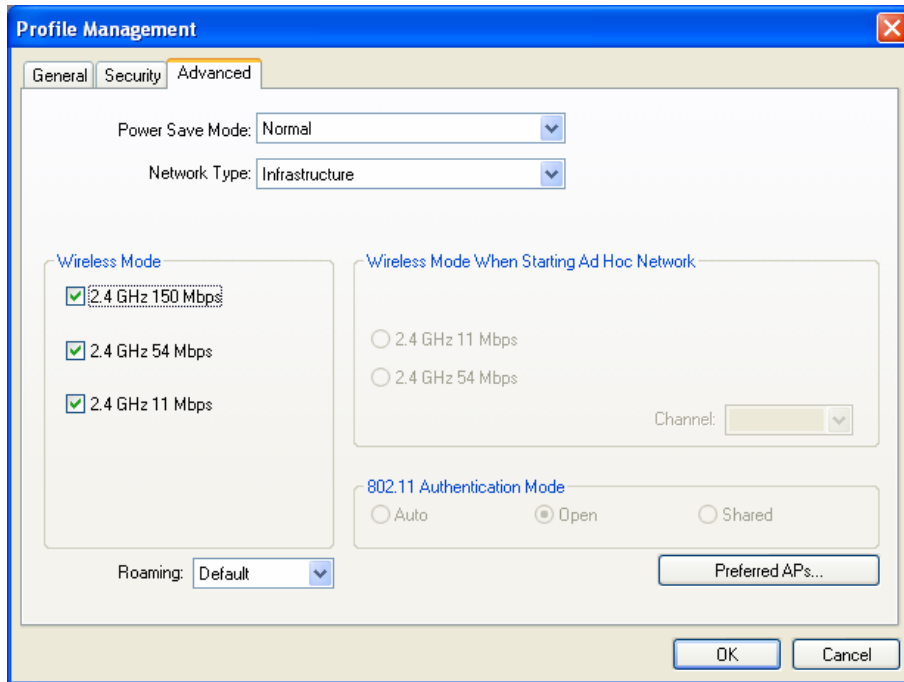 Profile Management
General Security Advanced
Power Save Mode: Normal
Network Type: Infrastructure
Wireless Mode
2.4 GHz 150 Mbps
2.4 GHz 54 Mbps
2.4 GHz 11 Mbps
Wireless Mode When Starting Ad Hoc Network
2.4 GHz 11 Mbps
2.4 GHz 54 Mbps
Channel:
802.11 Authentication Mode
Auto Open Shared
Roaming: Default
Preferred APs...
OK Cancel